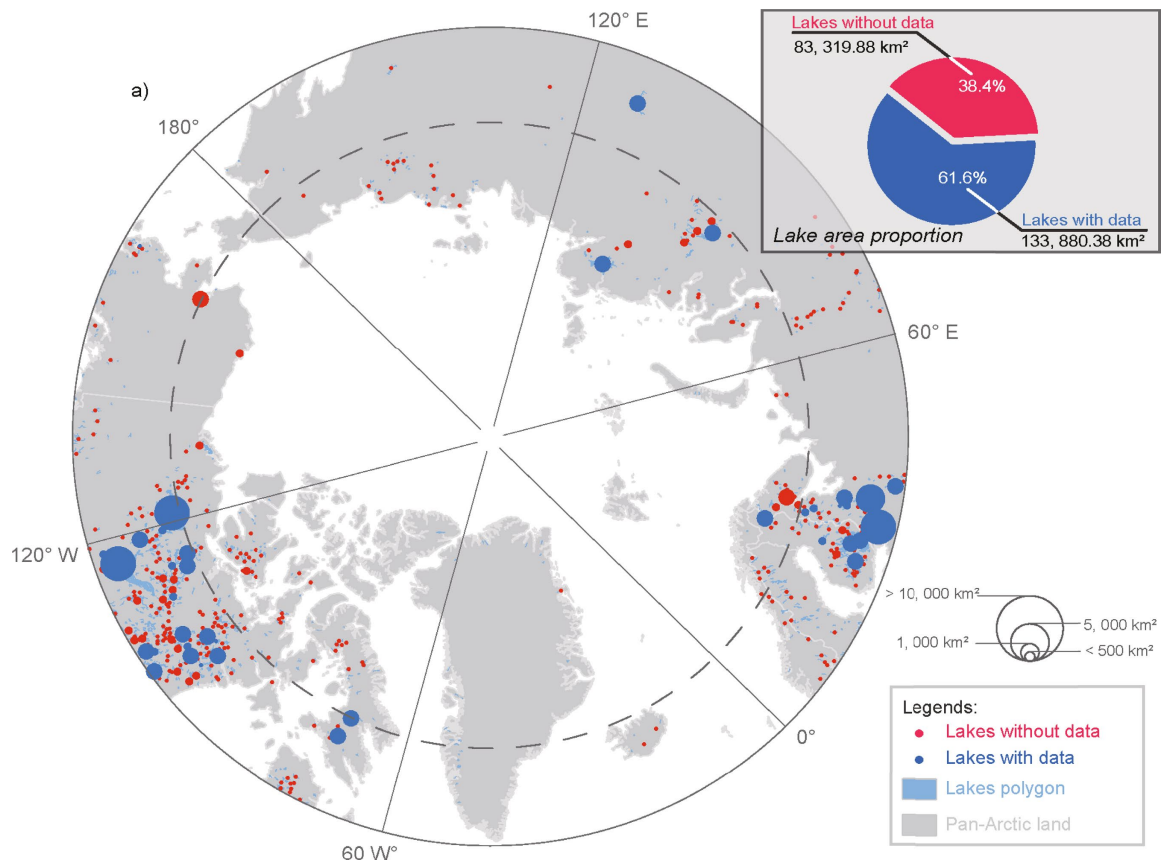 a)
120° E
180°
60° E
120° W
60 W°
0°
Lakes without data
83, 319.88 km²
38.4%
61.6%
Lakes with data
133, 880.38 km²
Lake area proportion
> 10, 000 km²
5, 000 km²
1, 000 km²
< 500 km²
Legends:
Lakes without data
Lakes with data
Lakes polygon
Pan-Arctic land